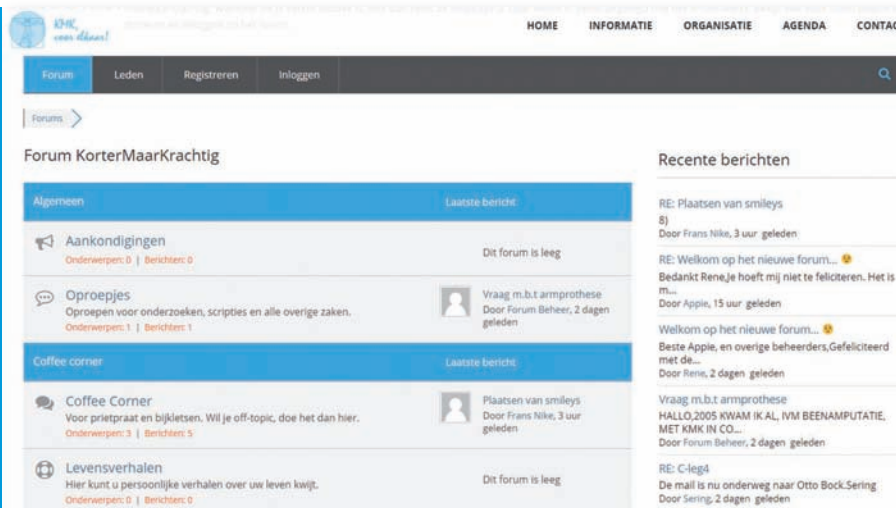 KMK,
voor elkaar!
HOME INFORMATIE ORGANISATIE AGENDA CONTAC
Forum Leden Registreren Inloggen
Forums
Forum KorterMaarKrachtig
Algemeen Laatste bericht
Aankondigingen
Onderwerpen: 0 | Berichten: 0
Dit forum is leeg
Oproepjes
Oproepen voor onderzoeken, scripties en alle overige zaken.
Onderwerpen: 1 | Berichten: 1
Vraag m.b.t armprothese
Door Forum Beheer, 2 dagen
geleden
Coffee corner Laatste bericht
Coffee Corner
Voor prietpraat en bijkletsen. Wil je off-topic, doe het dan hier.
Onderwerpen: 3 | Berichten: 5
Plaatsen van smileys
Door Frans Nike, 3 uur
geleden
Levensverhalen
Hier kunt u persoonlijke verhalen over uw leven kwijt.
Onderwerpen: 0 | Berichten: 0
Dit forum is leeg
Recente berichten
RE: Plaatsen van smileys
8)
Door Frans Nike, 3 uur geleden
RE: Welkom op het nieuwe forum... 😉
Bedankt Rene,Je hoeft mij niet te feliciteren. Het is
m...
Door Appie, 15 uur geleden
Welkom op het nieuwe forum... 😉
Beste Appie, en overige beheerders,Gefeliciteerd
met de...
Door Rene, 2 dagen geleden
Vraag m.b.t armprothese
HALLO,2005 KWAM IK AL, IVM BEENAMPUTATIE,
MET KMK IN CO...
Door Forum Beheer, 2 dagen geleden
RE: C-leg4
De mail is nu onderweg naar Otto Bock.Sering
Door Sering, 2 dagen geleden